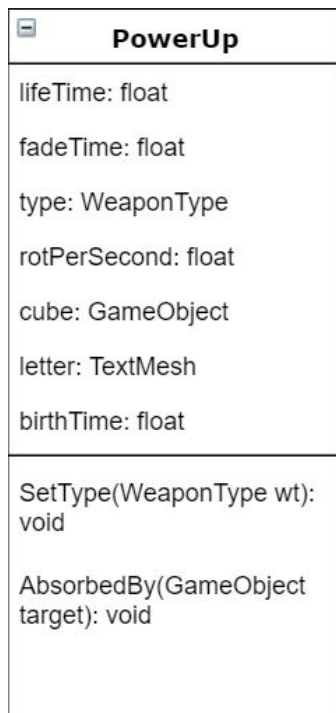 PowerUp
lifeTime: float
fadeTime: float
type: WeaponType
rotPerSecond: float
cube: GameObject
letter: TextMesh
birthTime: float
SetType(WeaponType wt):
void
AbsorbedBy(GameObject
target): void